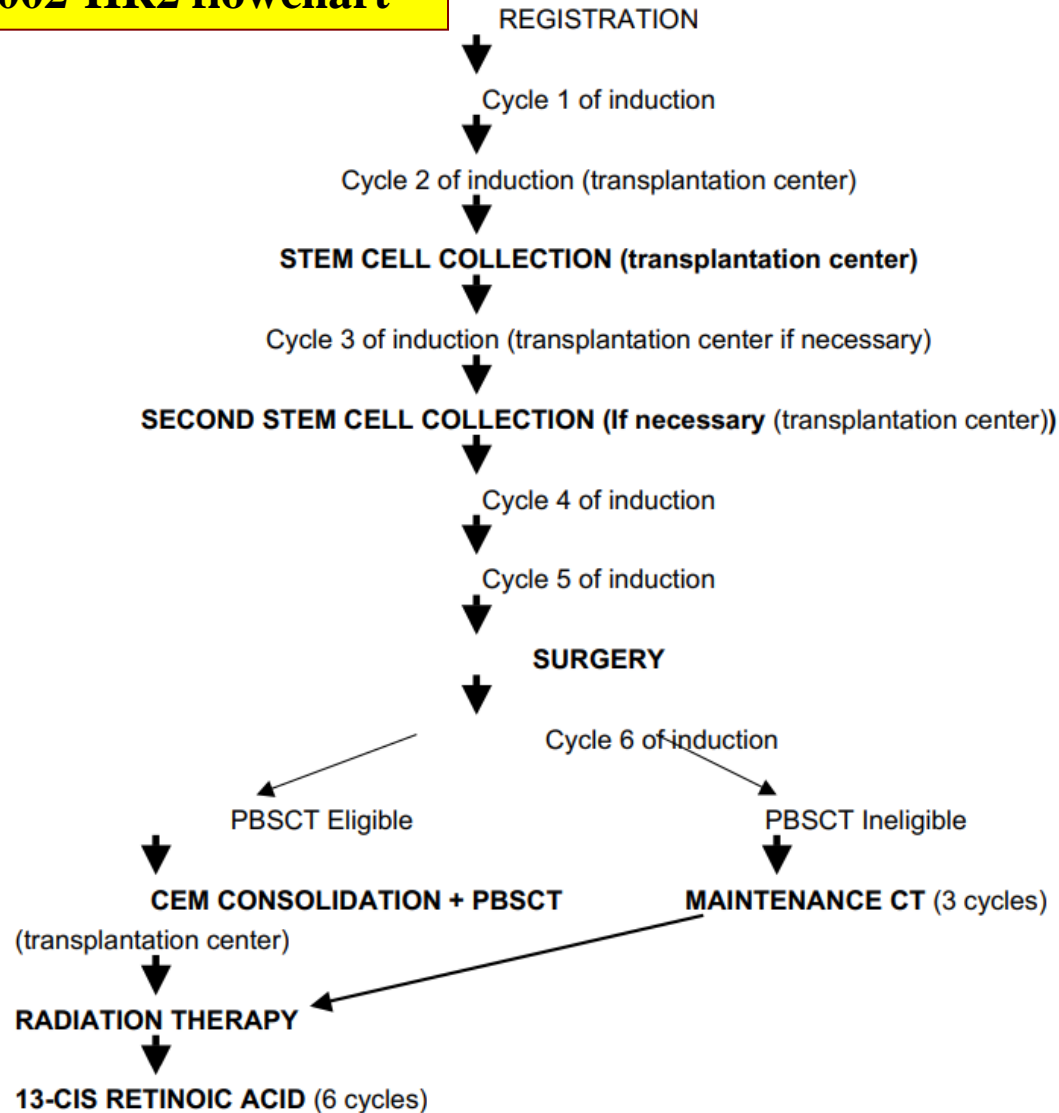 002-HR2 flowchart
REGISTRATION
Cycle 1 of induction
Cycle 2 of induction (transplantation center)
STEM CELL COLLECTION (transplantation center)
Cycle 3 of induction (transplantation center if necessary)
SECOND STEM CELL COLLECTION (If necessary (transplantation center))
Cycle 4 of induction
Cycle 5 of induction
SURGERY
Cycle 6 of induction
PBSCT Eligible
PBSCT Ineligible
CEM CONSOLIDATION + PBSCT
MAINTENANCE CT (3 cycles)
(transplantation center)
RADIATION THERAPY
13-CIS RETINOIC ACID (6 cycles)